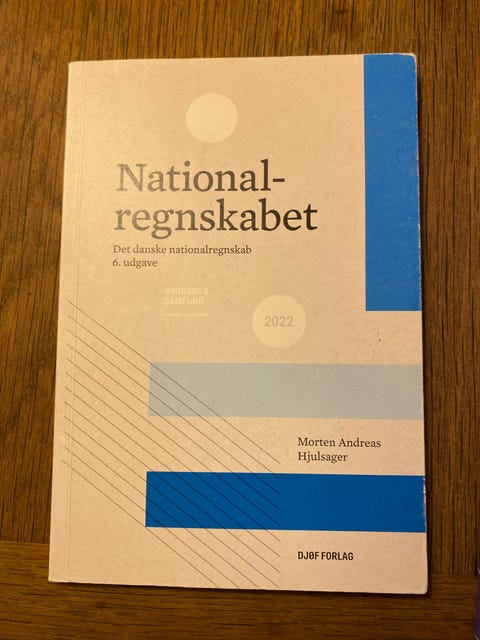 National-
regnskabet
Det danske nationalregnskab
6. udgave
ØKONOMI &
SAMFUND
2022
Morten Andreas
Hjulsager
DJØF FORLAG